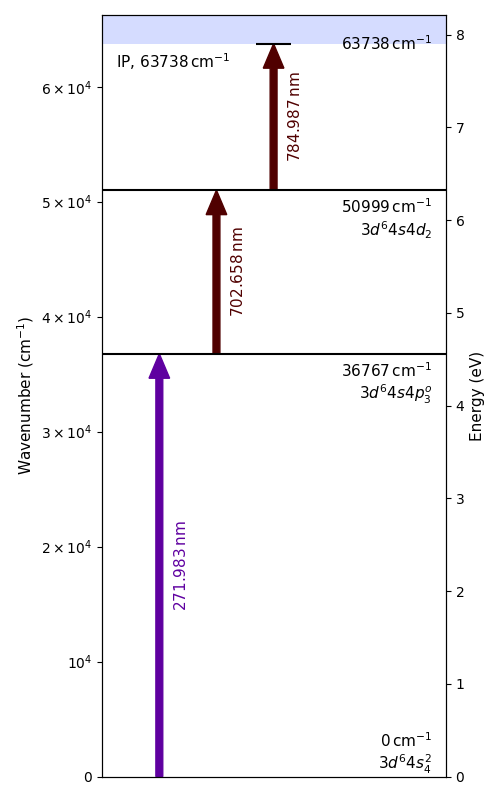 63738 cm⁻¹
IP, 63738 cm⁻¹
784.987 nm
50999 cm⁻¹
3d⁶4s4d₂
702.658 nm
36767 cm⁻¹
3d⁶4s4pᵒ₃
271.983 nm
0 cm⁻¹
3d⁶4s²₄
Wavenumber (cm⁻¹)
6 × 10⁴
5 × 10⁴
4 × 10⁴
3 × 10⁴
2 × 10⁴
10⁴
0
Energy (eV)
8
7
6
5
4
3
2
1
0